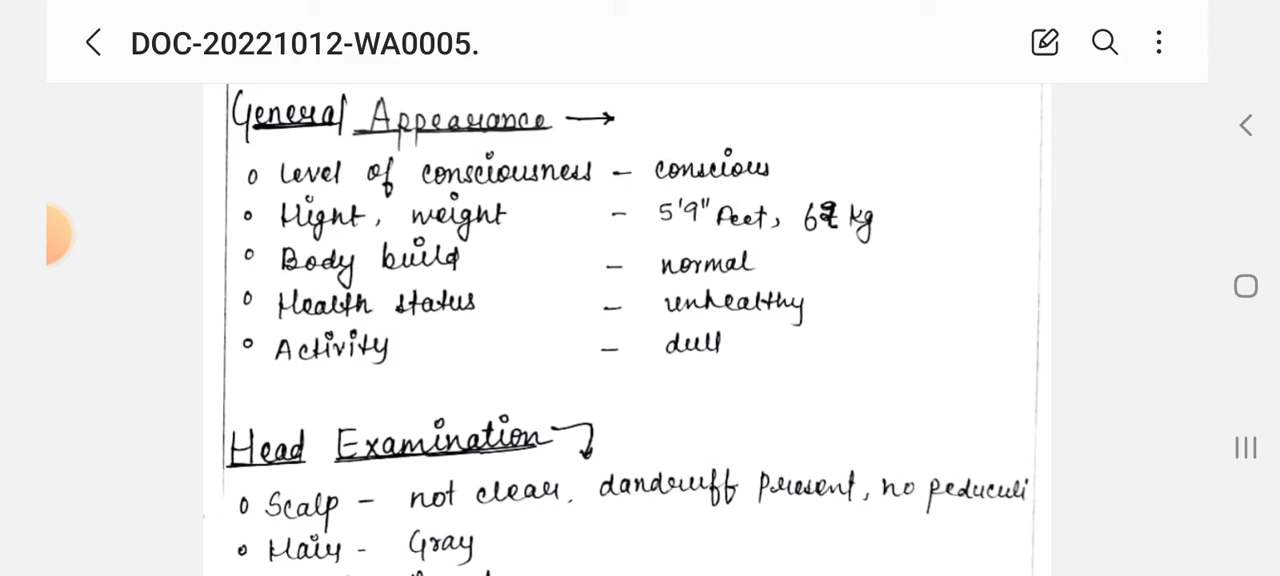 DOC-20221012-WA0005.
General Appearance →
o Level of consciousness - conscious
o Hight, weight - 5'9" feet, kg
o Body build - normal
o Health status - unhealthy
o Activity - dull
Head Examination
o Scalp - not clear, dandruff present, no peduculi
o Hair - Gray